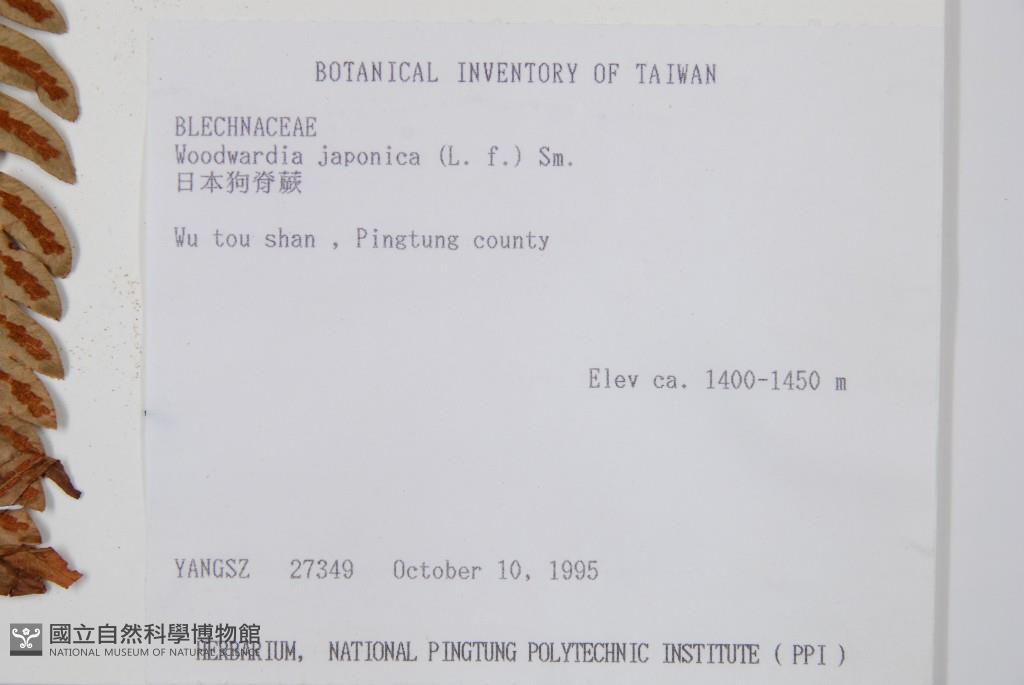 BOTANICAL INVENTORY OF TAIWAN
BLECHNACEAE
Woodwardia japonica (L. f.) Sm.
日本狗脊蕨
Wu tou shan , Pingtung county
Elev ca. 1400-1450 m
YANGSZ 27349 October 10, 1995
國立自然科學博物館
NATIONAL MUSEUM OF NATURAL SCIENCE
HERBARIUM, NATIONAL PINGTUNG POLYTECHNIC INSTITUTE ( PPI )